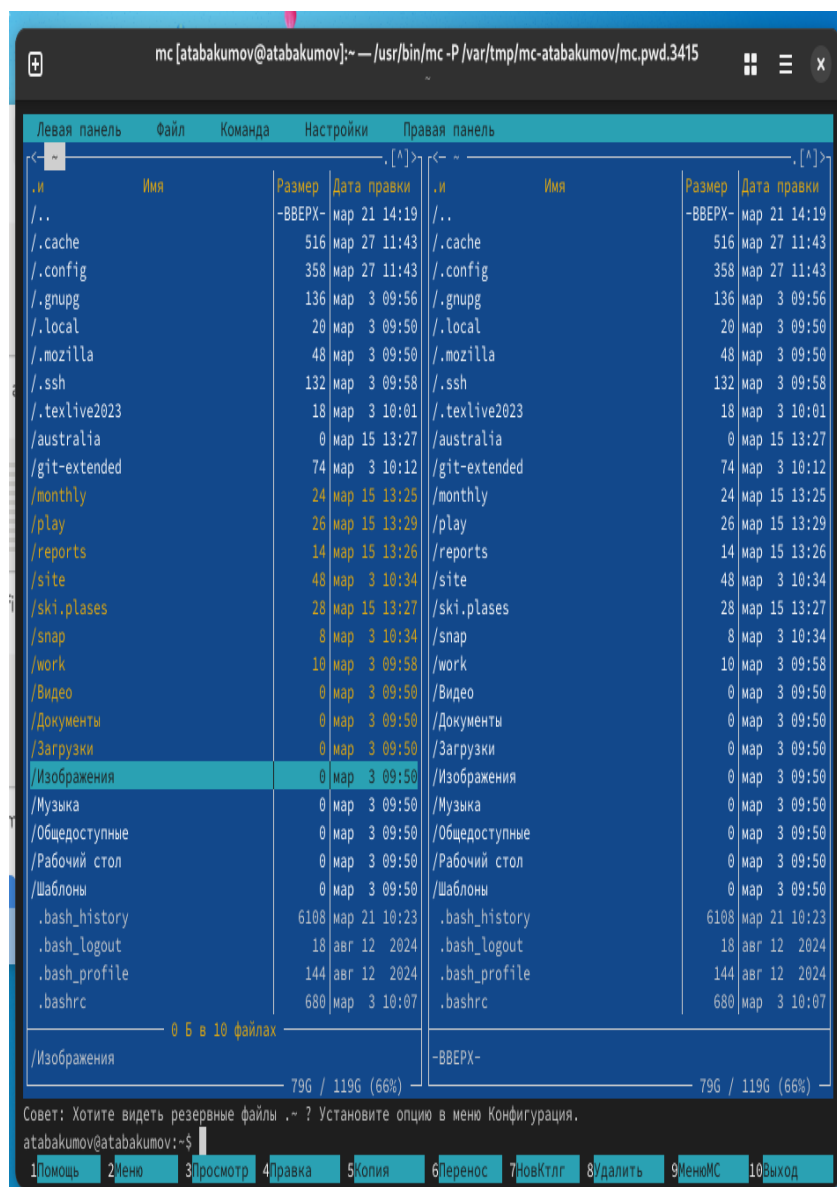 mc [atabakumov@atabakumov]:~ — /usr/bin/mc -P /var/tmp/mc-atabakumov/mc.pwd.3415
~
Левая панель Файл Команда Настройки Правая панель
<- ~ .[^]> <- ~ .[^]>
.и Имя Размер Дата правки .и Имя Размер Дата правки
/.. -ВВЕРХ- мар 21 14:19 /.. -ВВЕРХ- мар 21 14:19
/.cache 516 мар 27 11:43 /.cache 516 мар 27 11:43
/.config 358 мар 27 11:43 /.config 358 мар 27 11:43
/.gnupg 136 мар 3 09:56 /.gnupg 136 мар 3 09:56
/.local 20 мар 3 09:50 /.local 20 мар 3 09:50
/.mozilla 48 мар 3 09:50 /.mozilla 48 мар 3 09:50
/.ssh 132 мар 3 09:58 /.ssh 132 мар 3 09:58
/.texlive2023 18 мар 3 10:01 /.texlive2023 18 мар 3 10:01
/australia 0 мар 15 13:27 /australia 0 мар 15 13:27
/git-extended 74 мар 3 10:12 /git-extended 74 мар 3 10:12
/monthly 24 мар 15 13:25 /monthly 24 мар 15 13:25
/play 26 мар 15 13:29 /play 26 мар 15 13:29
/reports 14 мар 15 13:26 /reports 14 мар 15 13:26
/site 48 мар 3 10:34 /site 48 мар 3 10:34
/ski.plases 28 мар 15 13:27 /ski.plases 28 мар 15 13:27
/snap 8 мар 3 10:34 /snap 8 мар 3 10:34
/work 10 мар 3 09:58 /work 10 мар 3 09:58
/Видео 0 мар 3 09:50 /Видео 0 мар 3 09:50
/Документы 0 мар 3 09:50 /Документы 0 мар 3 09:50
/Загрузки 0 мар 3 09:50 /Загрузки 0 мар 3 09:50
/Изображения 0 мар 3 09:50 /Изображения 0 мар 3 09:50
/Музыка 0 мар 3 09:50 /Музыка 0 мар 3 09:50
/Общедоступные 0 мар 3 09:50 /Общедоступные 0 мар 3 09:50
/Рабочий стол 0 мар 3 09:50 /Рабочий стол 0 мар 3 09:50
/Шаблоны 0 мар 3 09:50 /Шаблоны 0 мар 3 09:50
.bash_history 6108 мар 21 10:23 .bash_history 6108 мар 21 10:23
.bash_logout 18 авг 12 2024 .bash_logout 18 авг 12 2024
.bash_profile 144 авг 12 2024 .bash_profile 144 авг 12 2024
.bashrc 680 мар 3 10:07 .bashrc 680 мар 3 10:07
0 Б в 10 файлах
/Изображения -ВВЕРХ-
79G / 119G (66%) 79G / 119G (66%)
Совет: Хотите видеть резервные файлы .~ ? Установите опцию в меню Конфигурация.
atabakumov@atabakumov:~$
1Помощь 2Меню 3Просмотр 4Правка 5Копия 6Перенос 7НовКтлг 8Удалить 9МенюMC 10Выход